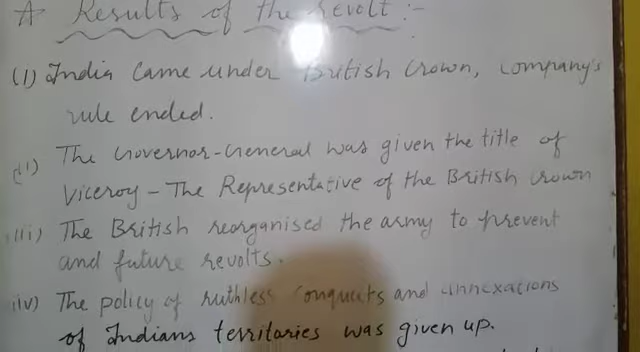 * Results of the revolt :-
(i) India came under British Crown, Company's
rule ended.
(ii) The Governor-General was given the title of
Viceroy - The Representative of the British crown
(iii) The British reorganised the army to prevent
and future revolts.
(iv) The policy of ruthless conquests and annexations
of Indians territories was given up.